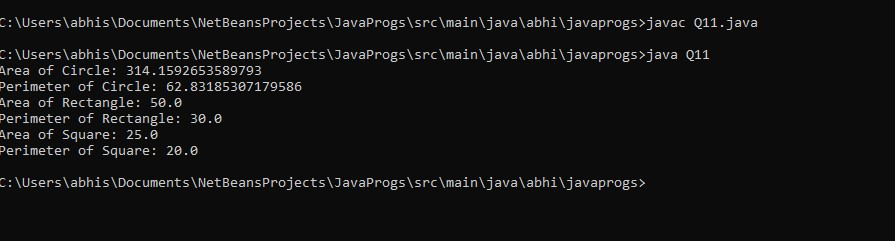 C:\Users\abhis\Documents\NetBeansProjects\JavaProgs\src\main\java\abhi\javaprogs>javac Q11.java
C:\Users\abhis\Documents\NetBeansProjects\JavaProgs\src\main\java\abhi\javaprogs>java Q11
Area of Circle: 314.1592653589793
Perimeter of Circle: 62.83185307179586
Area of Rectangle: 50.0
Perimeter of Rectangle: 30.0
Area of Square: 25.0
Perimeter of Square: 20.0
C:\Users\abhis\Documents\NetBeansProjects\JavaProgs\src\main\java\abhi\javaprogs>